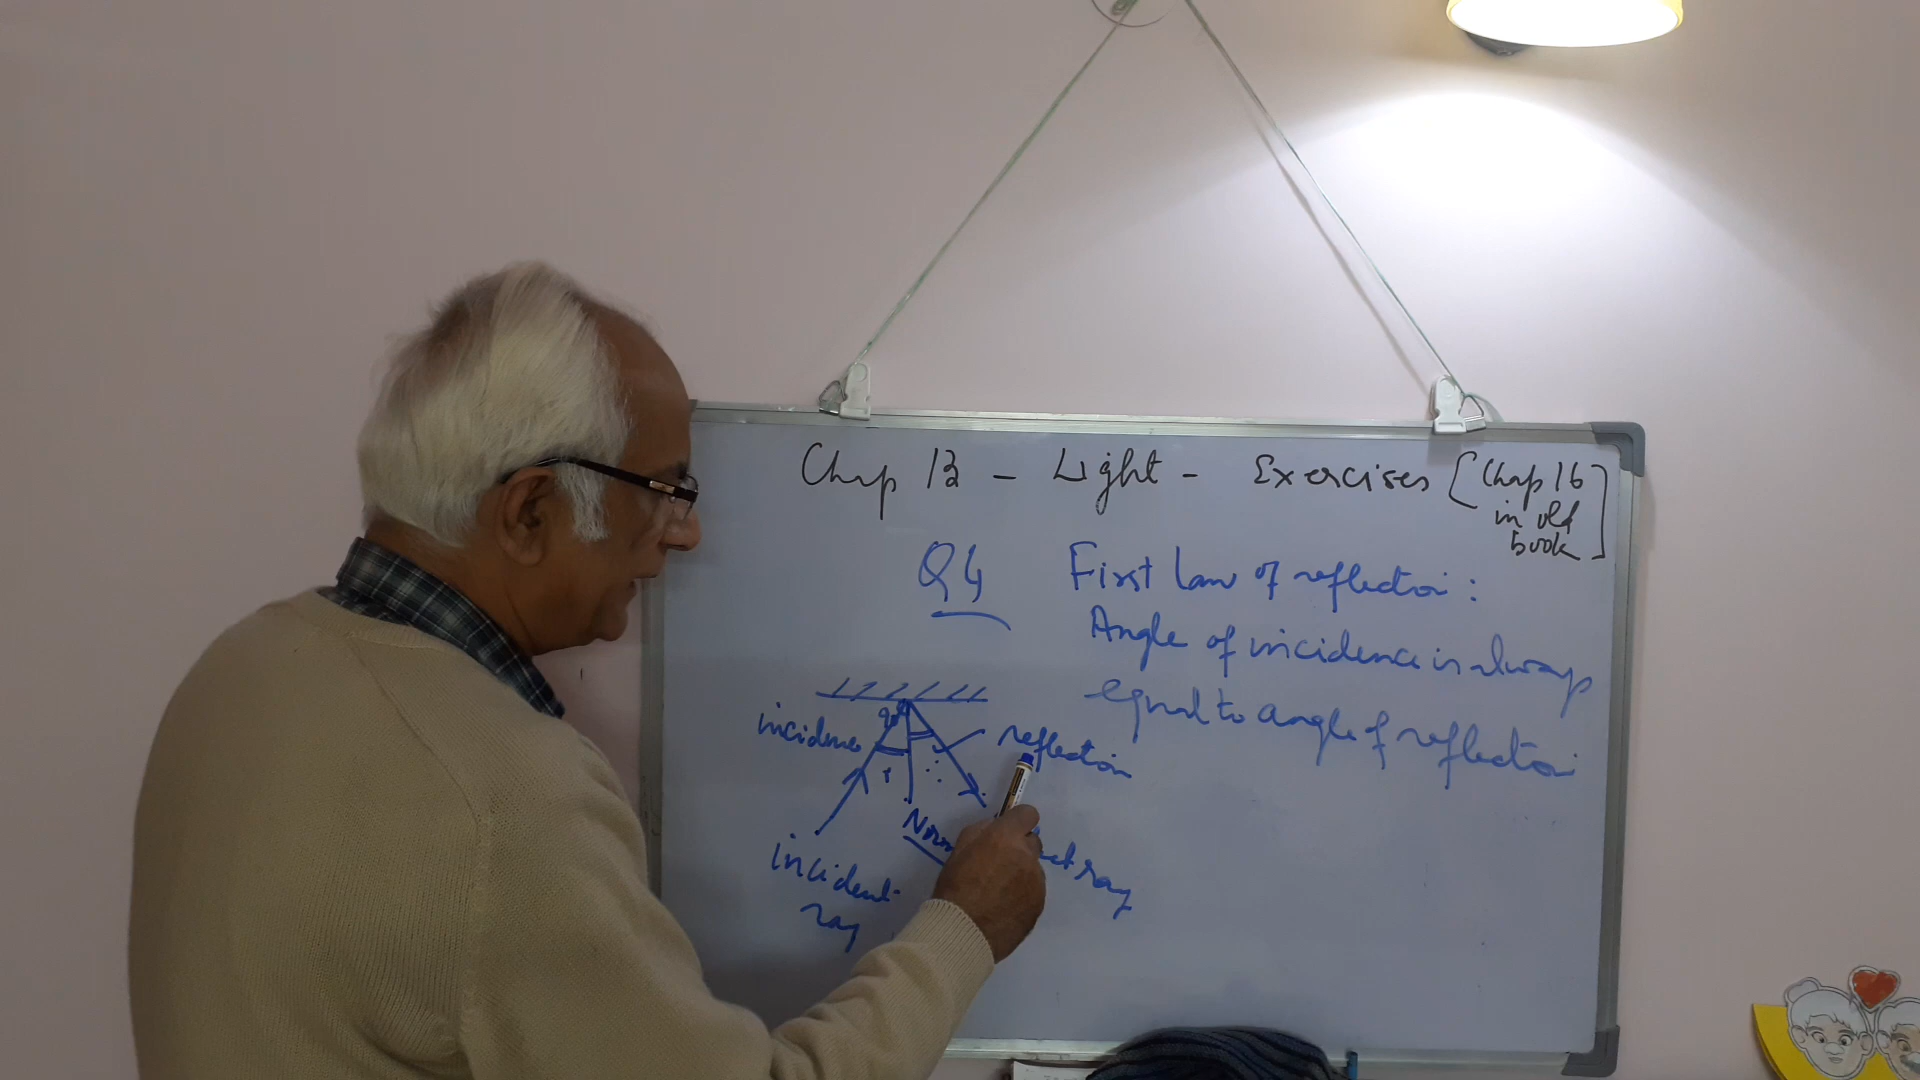 Chap 13 - Light - Exercises [Chap 16
in old
book]
Q4 First Law of reflection:
Angle of incidence is always
equal to angle of reflection
90°
incidence
reflection
r
Norm
incident
ray
ray